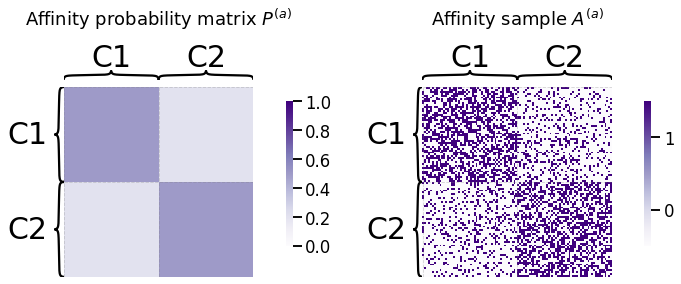 Affinity probability matrix P^(a)
C1 C2
C1
C2
1.0
0.8
0.6
0.4
0.2
0.0
Affinity sample A^(a)
C1 C2
C1
C2
1
0